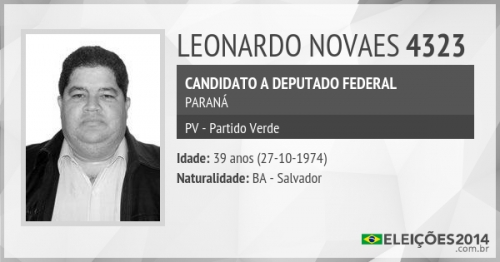 LEONARDO NOVAES 4323
CANDIDATO A DEPUTADO FEDERAL
PARANÁ
PV - Partido Verde
Idade: 39 anos (27-10-1974)
Naturalidade: BA - Salvador
ELEIÇÕES2014
.com.br